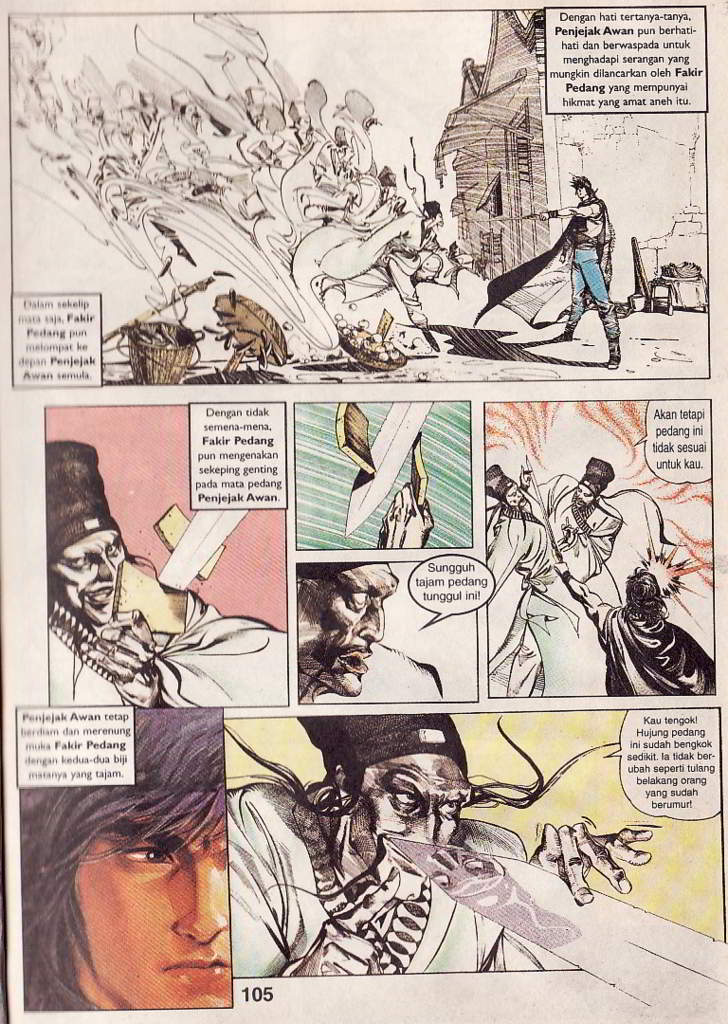 Dengan hati tertanya-tanya,
Penjejak Awan pun berhati-
hati dan berwaspada untuk
menghadapi serangan yang
mungkin dilancarkan oleh Fakir
Pedang yang mempunyai
hikmat yang amat aneh itu.
Dalam sekelip
mata saja, Fakir
Pedang pun
melompat ke
depan Penjejak
Awan semula.
Dengan tidak
semena-mena,
Fakir Pedang
pun mengenakan
sekeping genting
pada mata pedang
Penjejak Awan.
Sungguh
tajam pedang
tunggul ini!
Akan tetapi
pedang ini
tidak sesuai
untuk kau.
Penjejak Awan tetap
berdiam dan merenung
muka Fakir Pedang
dengan kedua-dua biji
matanya yang tajam.
Kau tengok!
Hujung pedang
ini sudah bengkok
sedikit. Ia tidak ber-
ubah seperti tulang
belakang orang
yang sudah
berumur!
105